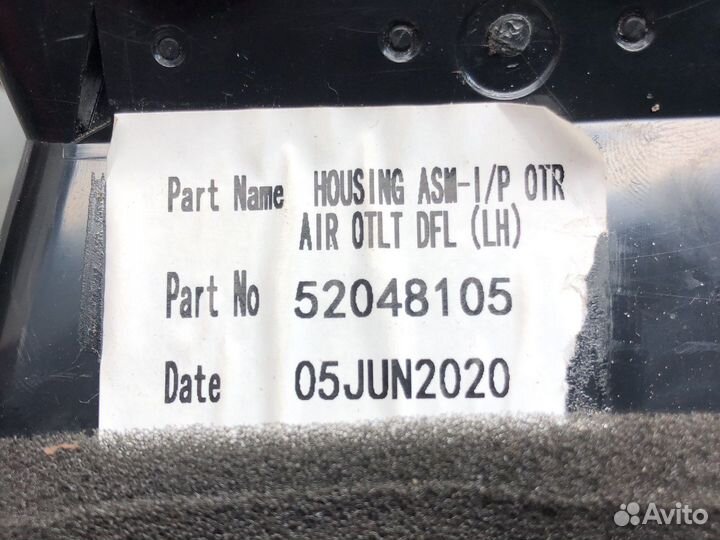 Part Name HOUSING ASM-I/P OTR
AIR OTLT DFL (LH)
Part No 52048105
Date 05JUN2020
Avito